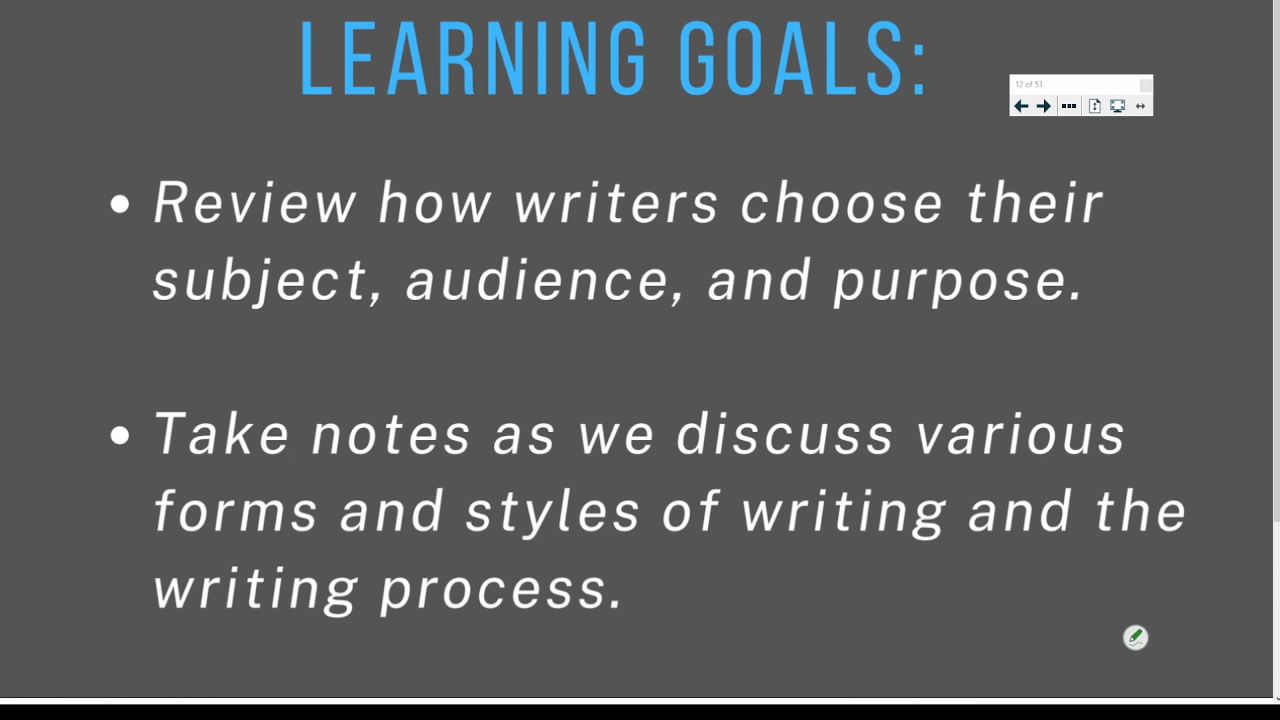 LEARNING GOALS:
12 of 53
• Review how writers choose their
subject, audience, and purpose.
• Take notes as we discuss various
forms and styles of writing and the
writing process.